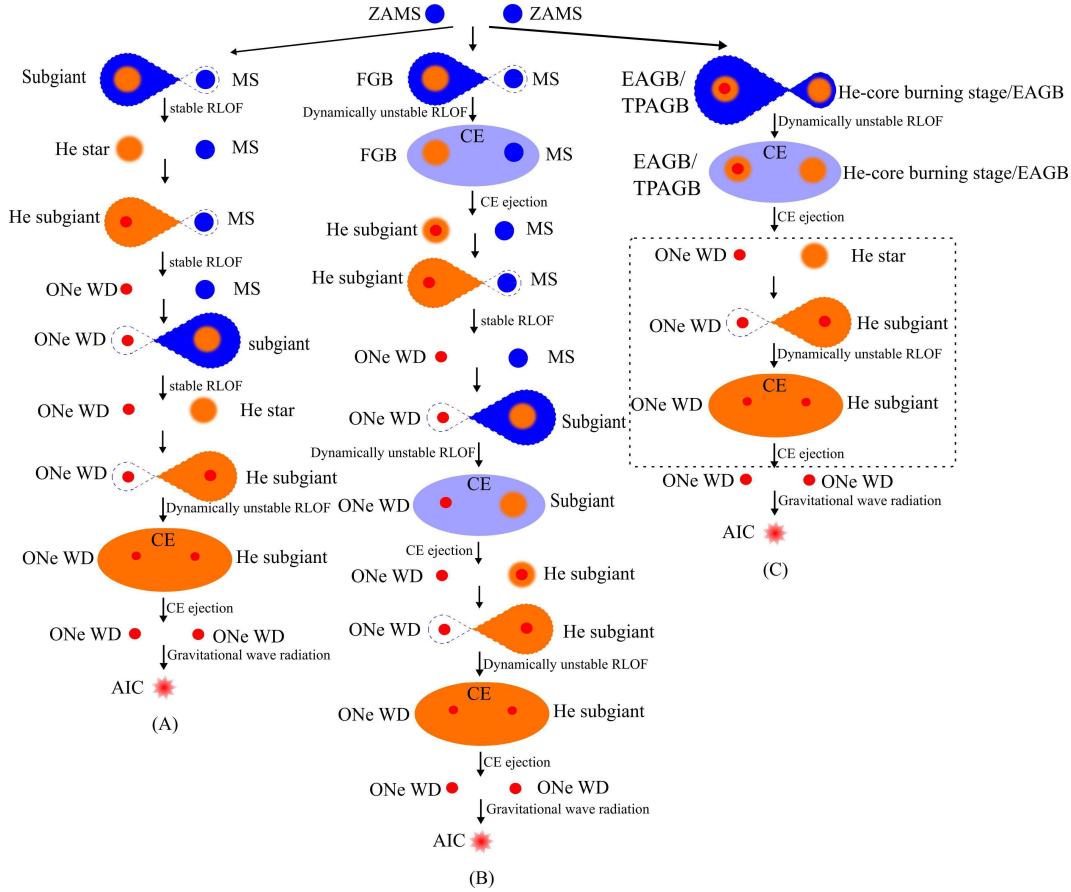 ZAMS ZAMS
Subgiant MS
stable RLOF
He star MS
He subgiant MS
stable RLOF
ONe WD MS
ONe WD subgiant
stable RLOF
ONe WD He star
ONe WD He subgiant
Dynamically unstable RLOF
CE
ONe WD He subgiant
CE ejection
ONe WD ONe WD
Gravitational wave radiation
AIC
(A)
FGB MS
Dynamically unstable RLOF
CE
FGB MS
CE ejection
He subgiant MS
He subgiant MS
stable RLOF
ONe WD MS
ONe WD Subgiant
Dynamically unstable RLOF
CE
ONe WD Subgiant
CE ejection
ONe WD He subgiant
ONe WD He subgiant
Dynamically unstable RLOF
CE
ONe WD He subgiant
CE ejection
ONe WD ONe WD
Gravitational wave radiation
AIC
(B)
EAGB/
TPAGB
He-core burning stage/EAGB
Dynamically unstable RLOF
CE
EAGB/
TPAGB
He-core burning stage/EAGB
CE ejection
ONe WD He star
ONe WD He subgiant
Dynamically unstable RLOF
CE
ONe WD He subgiant
CE ejection
ONe WD ONe WD
Gravitational wave radiation
AIC
(C)